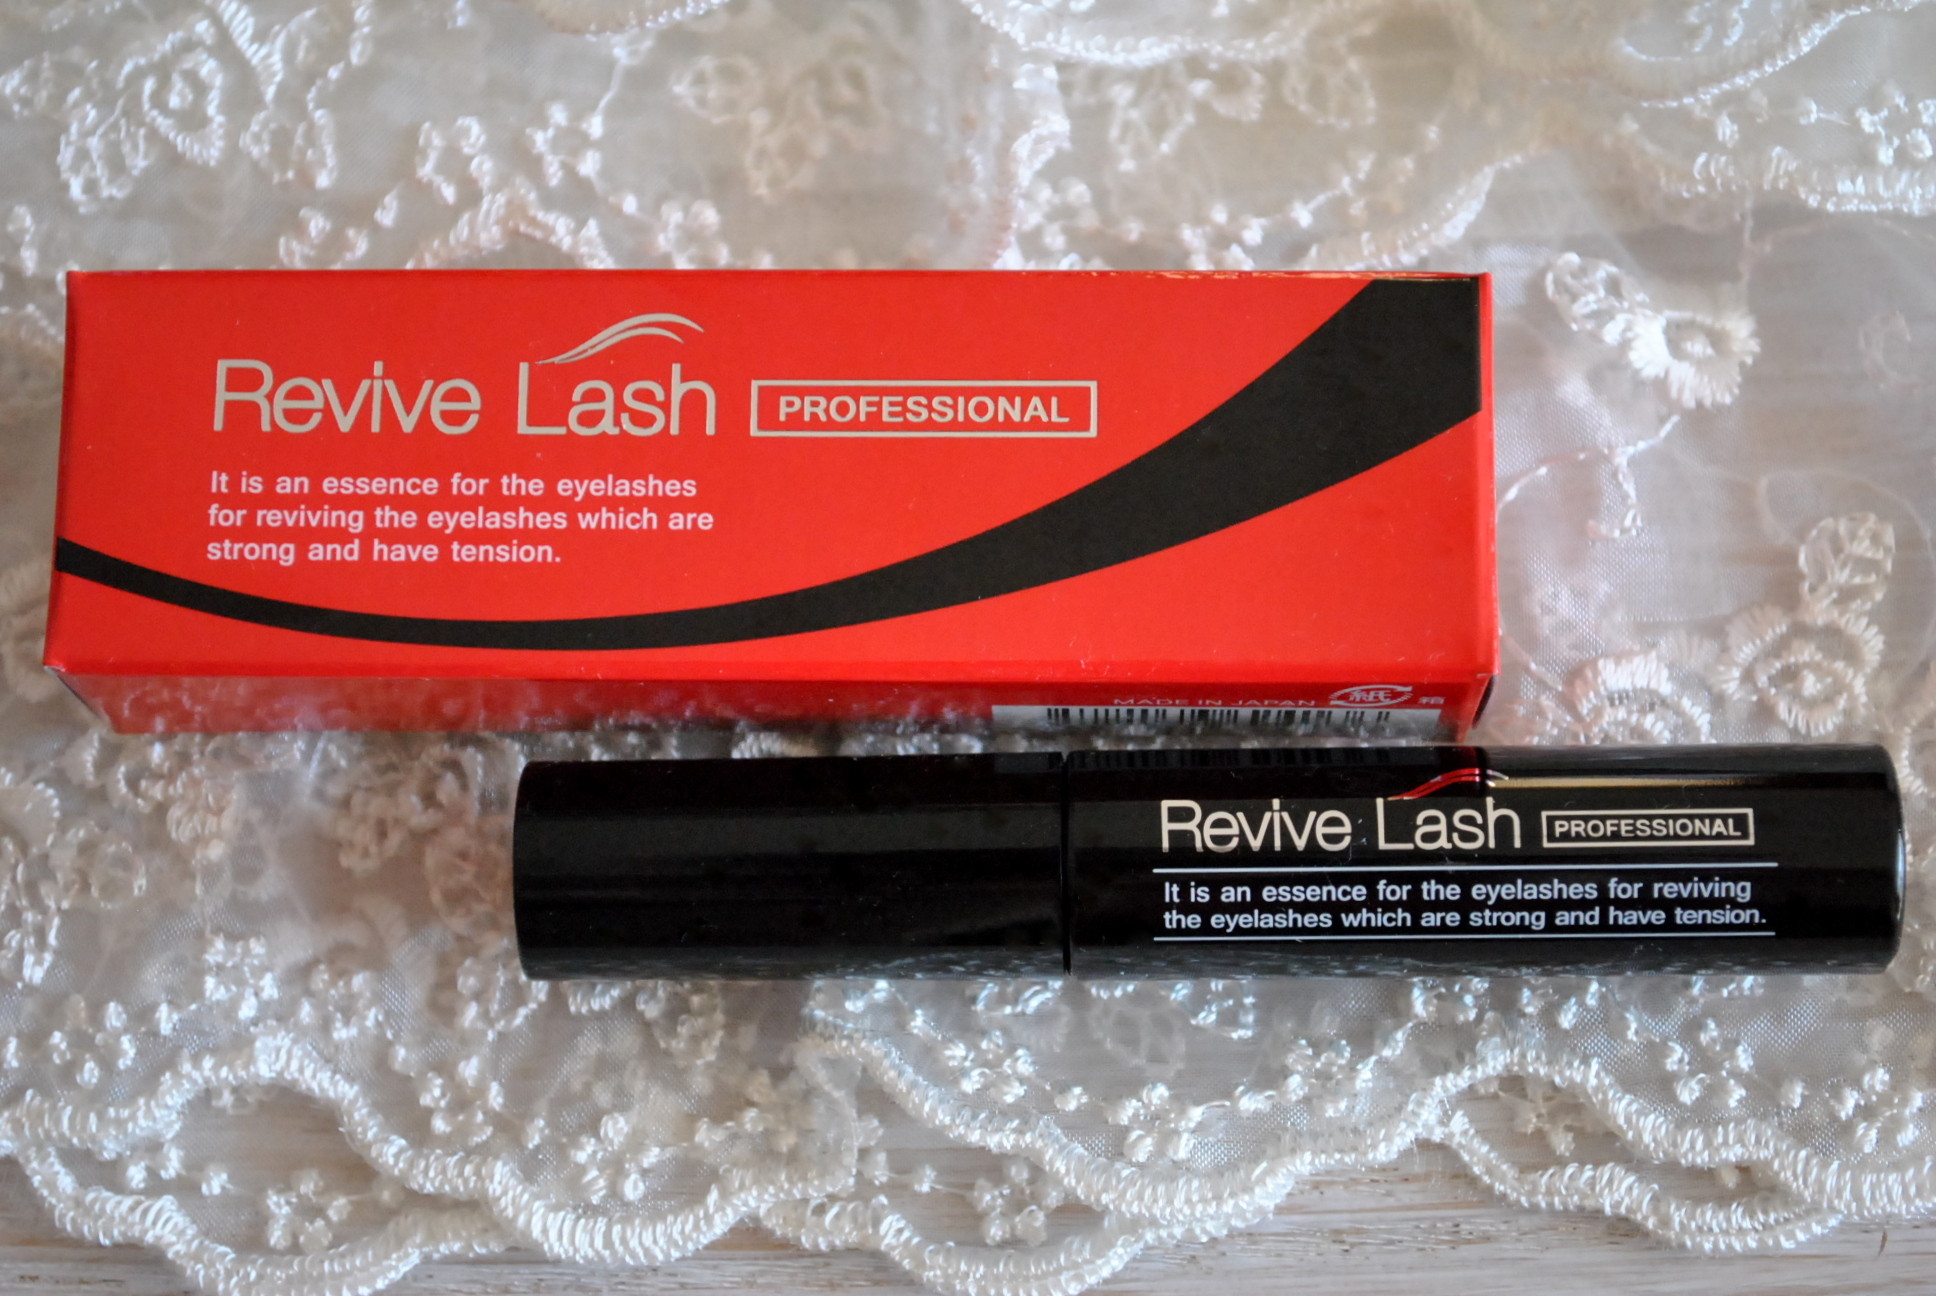 Revive Lash PROFESSIONAL
It is an essence for the eyelashes
for reviving the eyelashes which are
strong and have tension.
MADE IN JAPAN 紙 箱
Revive Lash PROFESSIONAL
It is an essence for the eyelashes for reviving
the eyelashes which are strong and have tension.